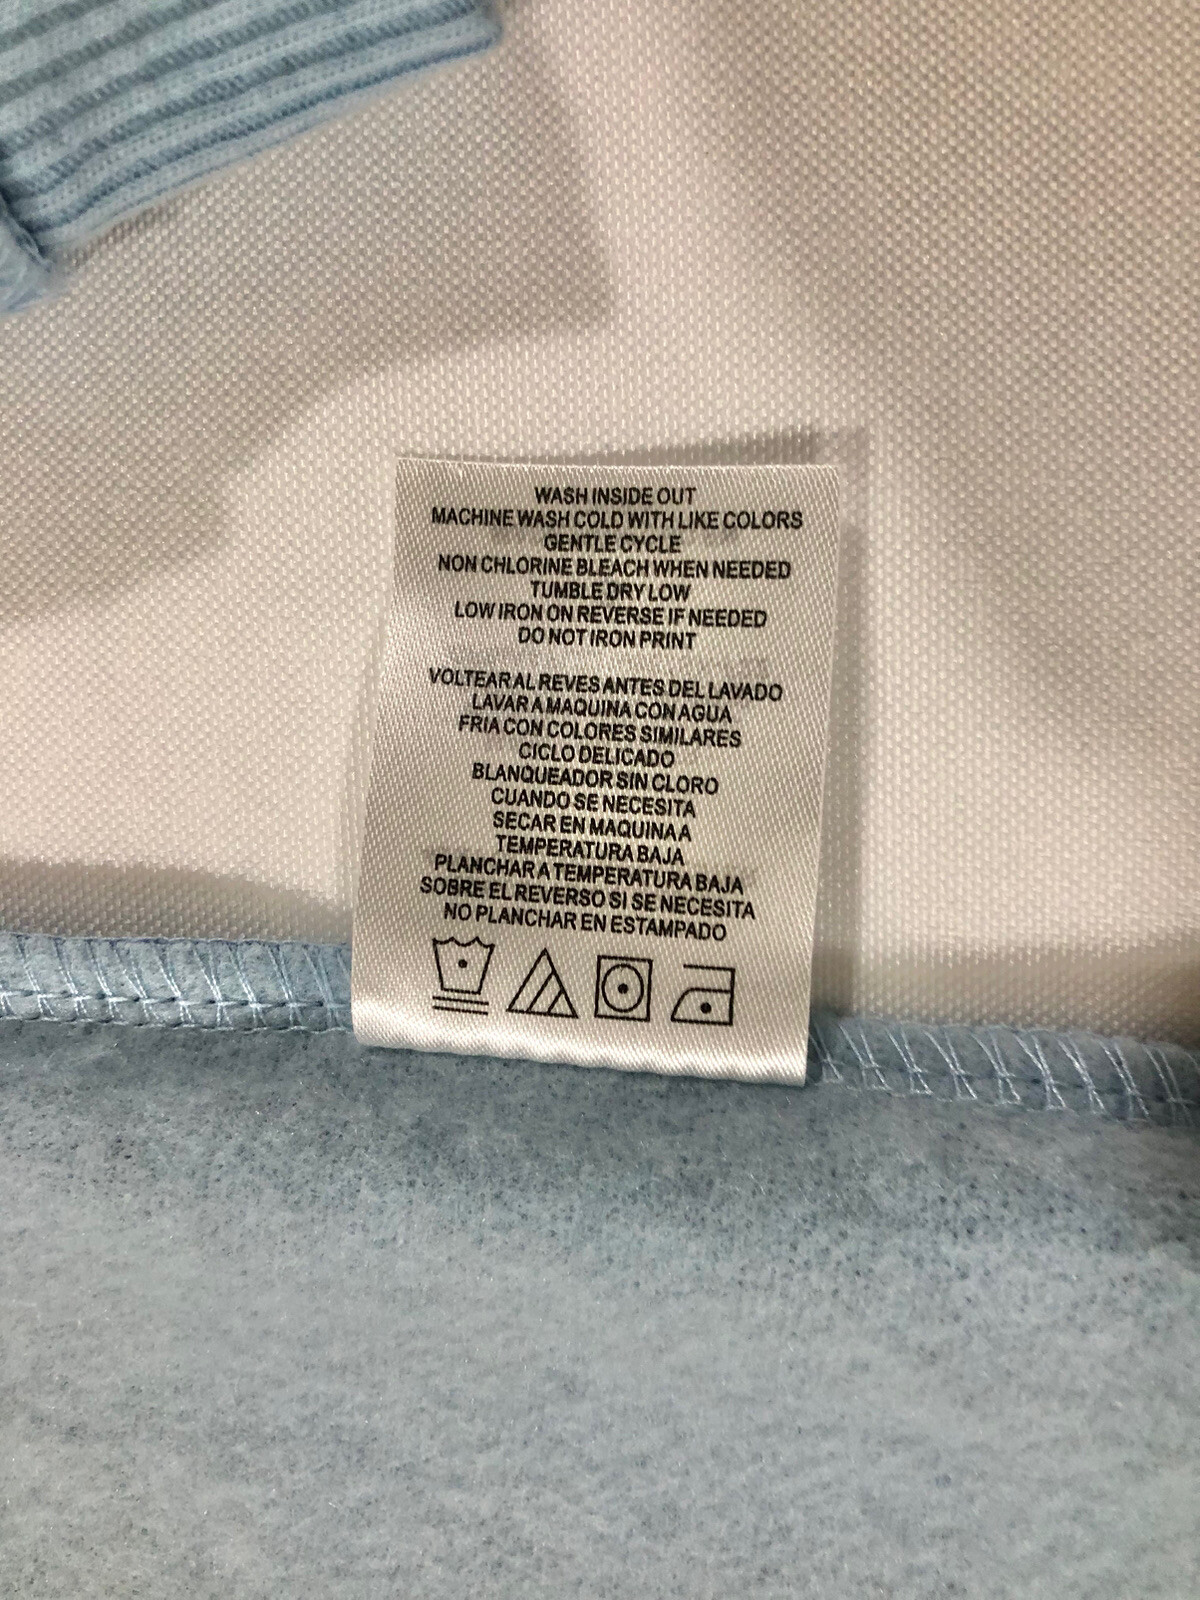 WASH INSIDE OUT
MACHINE WASH COLD WITH LIKE COLORS
GENTLE CYCLE
NON CHLORINE BLEACH WHEN NEEDED
TUMBLE DRY LOW
LOW IRON ON REVERSE IF NEEDED
DO NOT IRON PRINT
VOLTEAR AL REVES ANTES DEL LAVADO
LAVAR A MAQUINA CON AGUA
FRIA CON COLORES SIMILARES
CICLO DELICADO
BLANQUEADOR SIN CLORO
CUANDO SE NECESITA
SECAR EN MAQUINA A
TEMPERATURA BAJA
PLANCHAR A TEMPERATURA BAJA
SOBRE EL REVERSO SI SE NECESITA
NO PLANCHAR EN ESTAMPADO